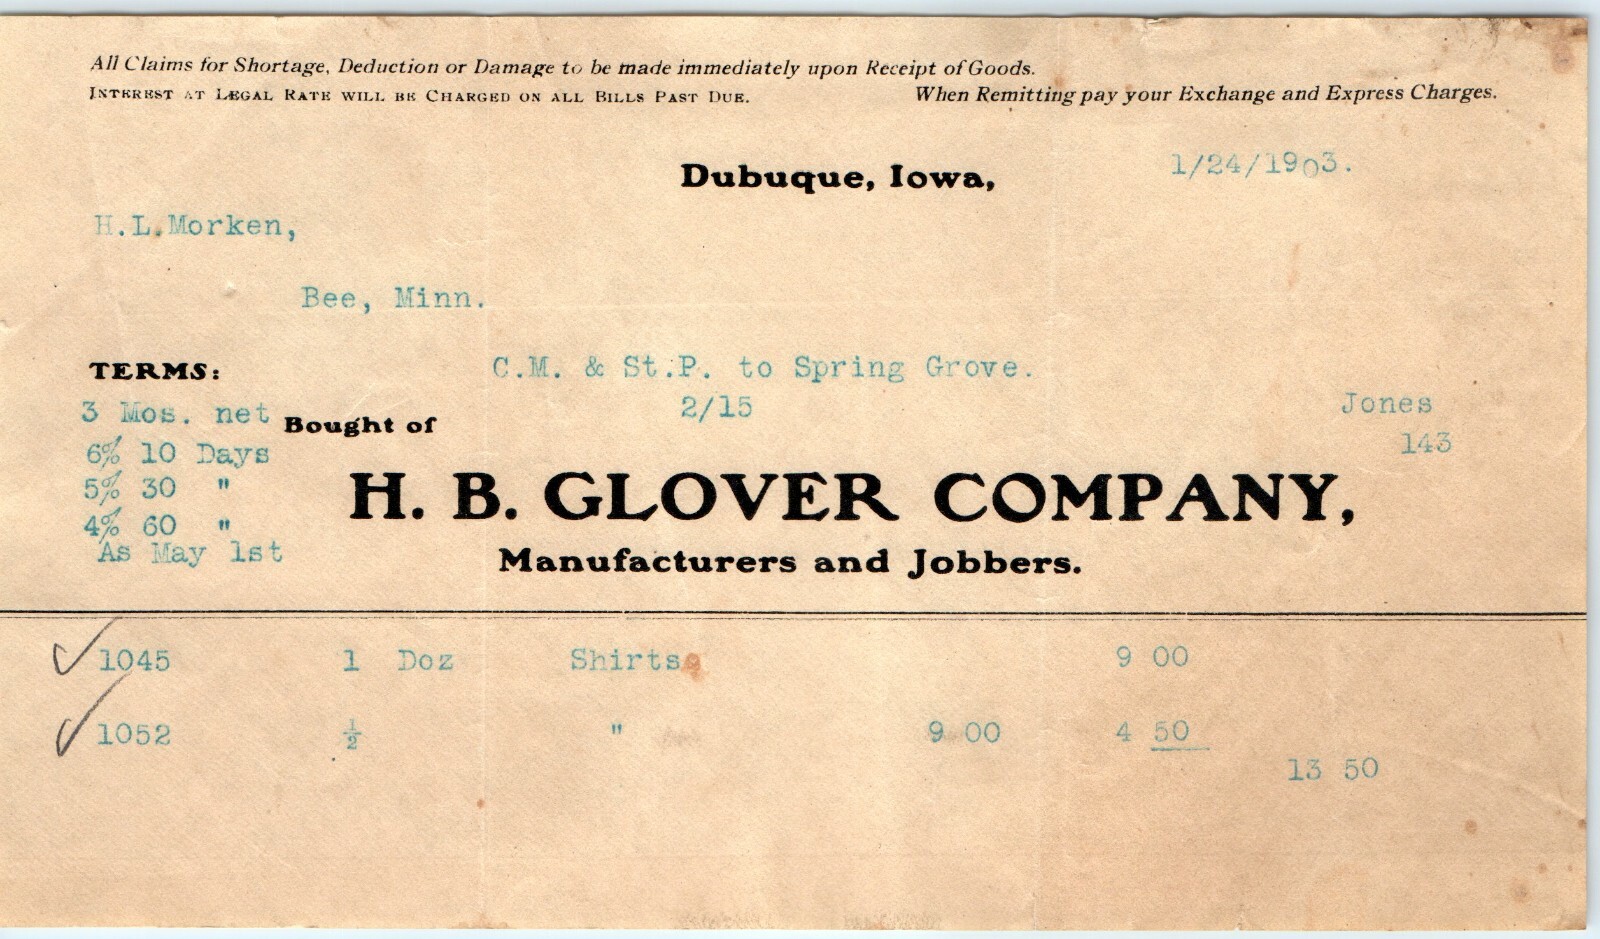 All Claims for Shortage, Deduction or Damage to be made immediately upon Receipt of Goods.
INTEREST AT LEGAL RATE WILL BE CHARGED ON ALL BILLS PAST DUE. When Remitting pay your Exchange and Express Charges.
Dubuque, Iowa, 1/24/1903.
H.L.Morken,
Bee, Minn.
TERMS: C.M. & St.P. to Spring Grove.
3 Mos. net Bought of 2/15 Jones
6% 10 Days 143
5% 30 " H. B. GLOVER COMPANY,
4% 60 "
As May 1st Manufacturers and Jobbers.
1045 1 Doz Shirts 9 00
1052 ½ " 9 00 4 50
13 50